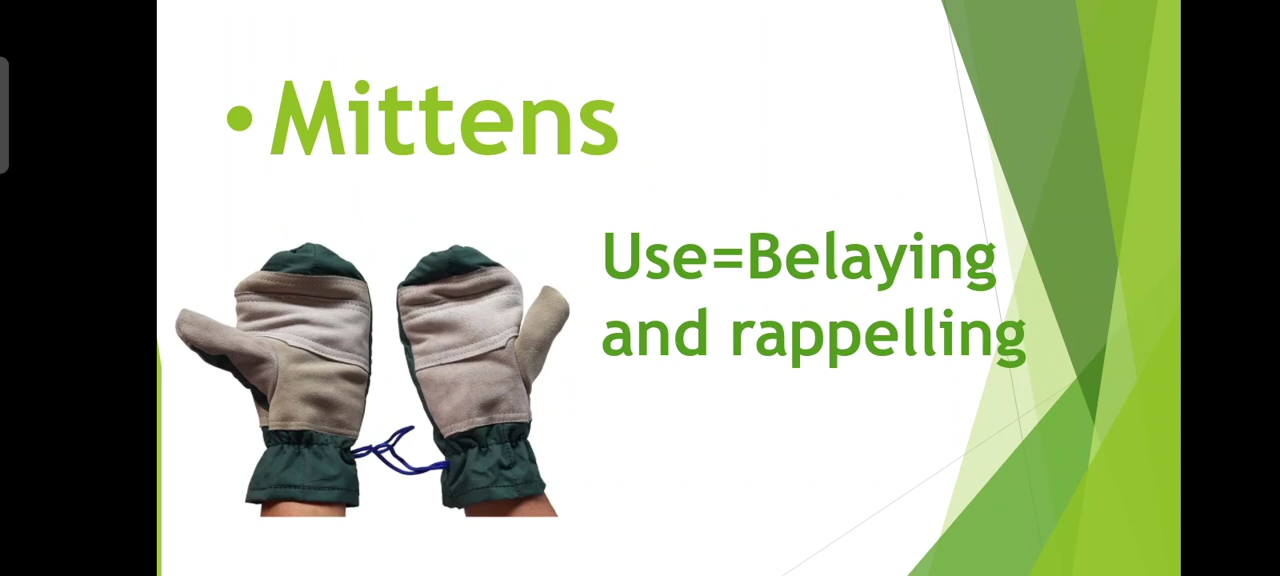 • Mittens
Use=Belaying
and rappelling